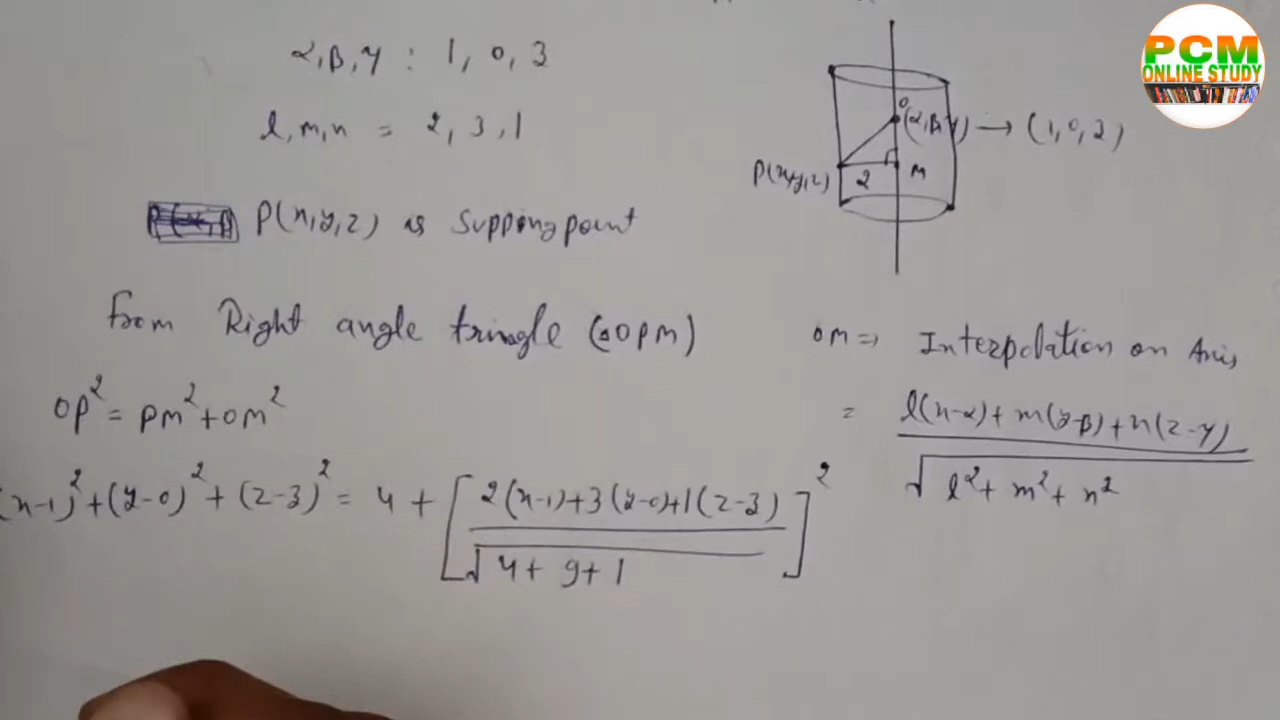 α, β, γ : 1, 0, 3
l, m, n = 2, 3, 1
P(x, y, z) is Supping point
From Right angle tringle (△OPM)
OP² = PM² + OM²
(x-1)² + (y-0)² + (z-3)² = 4 + [2(x-1)+3(y-0)+1(z-3) / √4+9+1]²
O
(α, β, γ) → (1, 0, 3)
P(x, y, z)
2
M
OM ⇒ Interpolation on Axis
= l(x-α)+m(y-β)+n(z-γ)
√l²+m²+n²
PCM
ONLINE STUDY